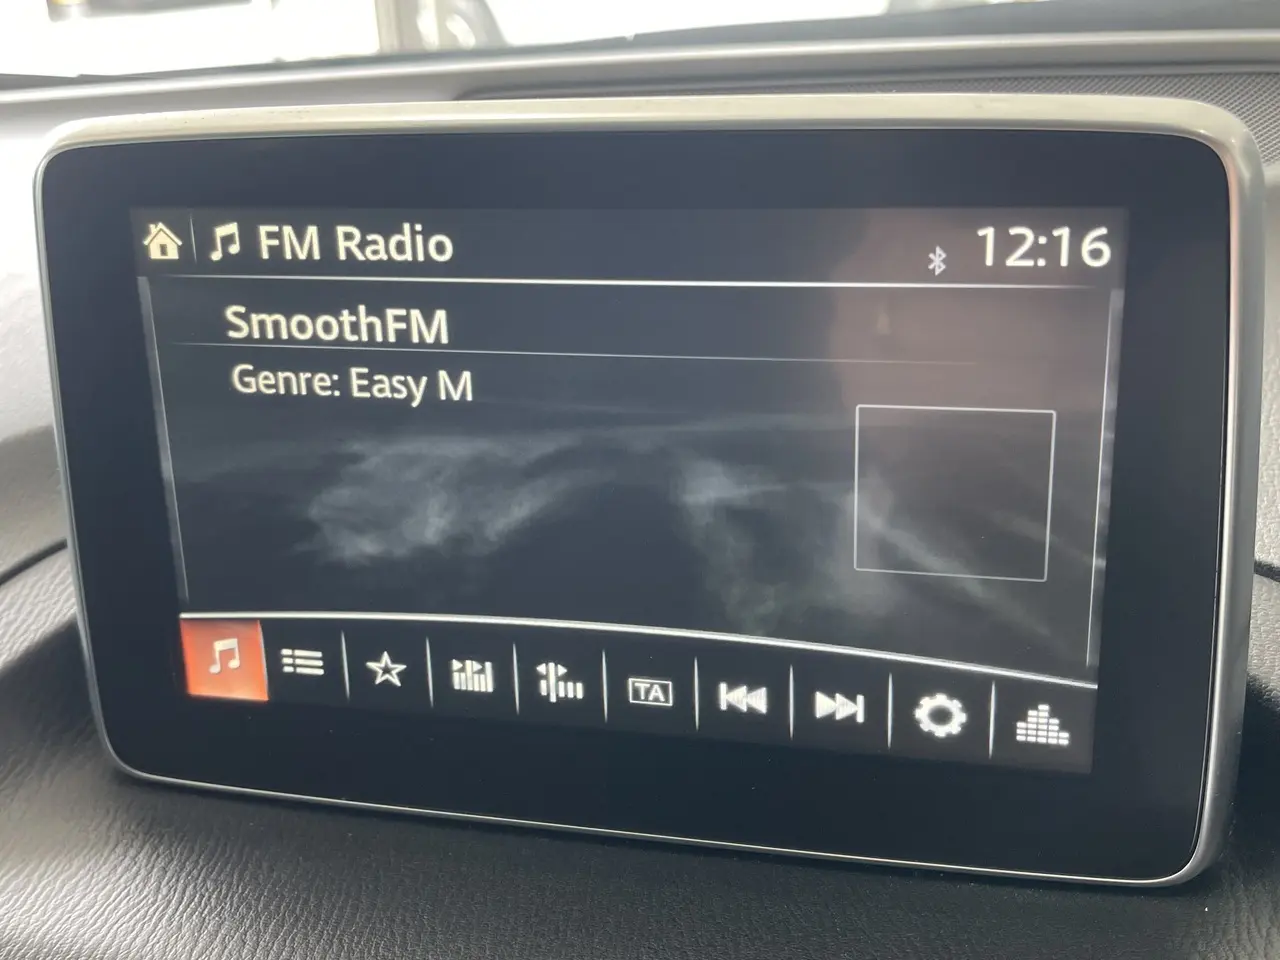 FM Radio
12:16
SmoothFM
Genre: Easy M
TA